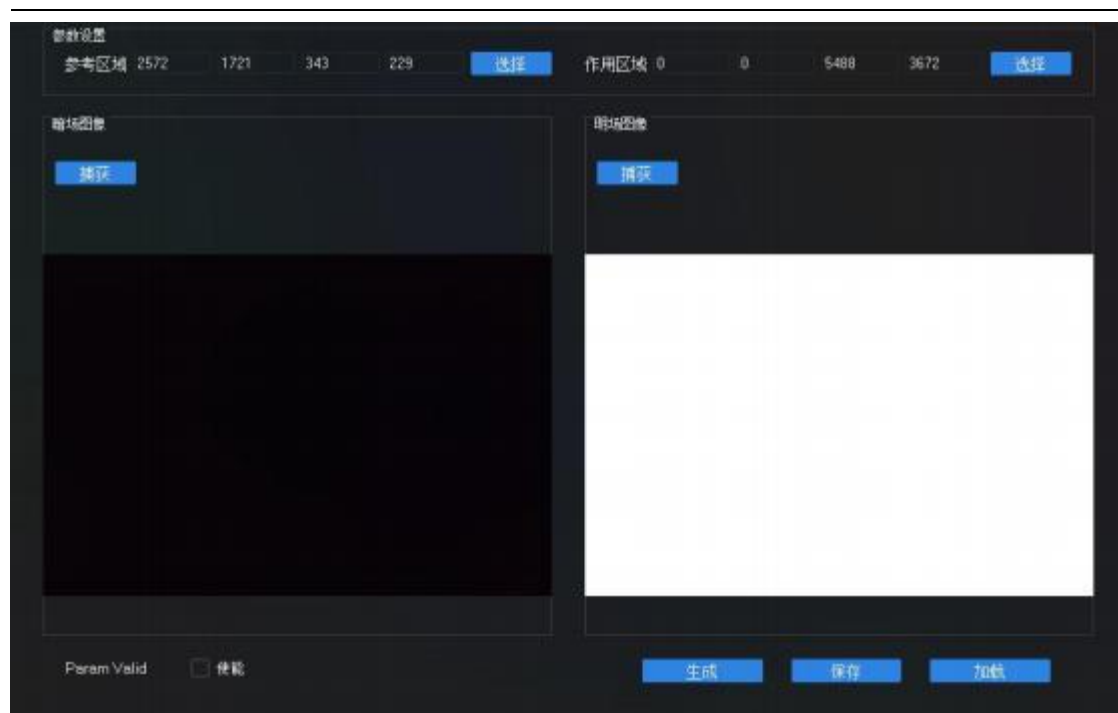 参数设置
参考区域 2572 1721 343 229 选择 作用区域 0 0 5488 3672 选择
暗场图像 明场图像
捕获 捕获
Param Valid 使能 生成 保存 加载